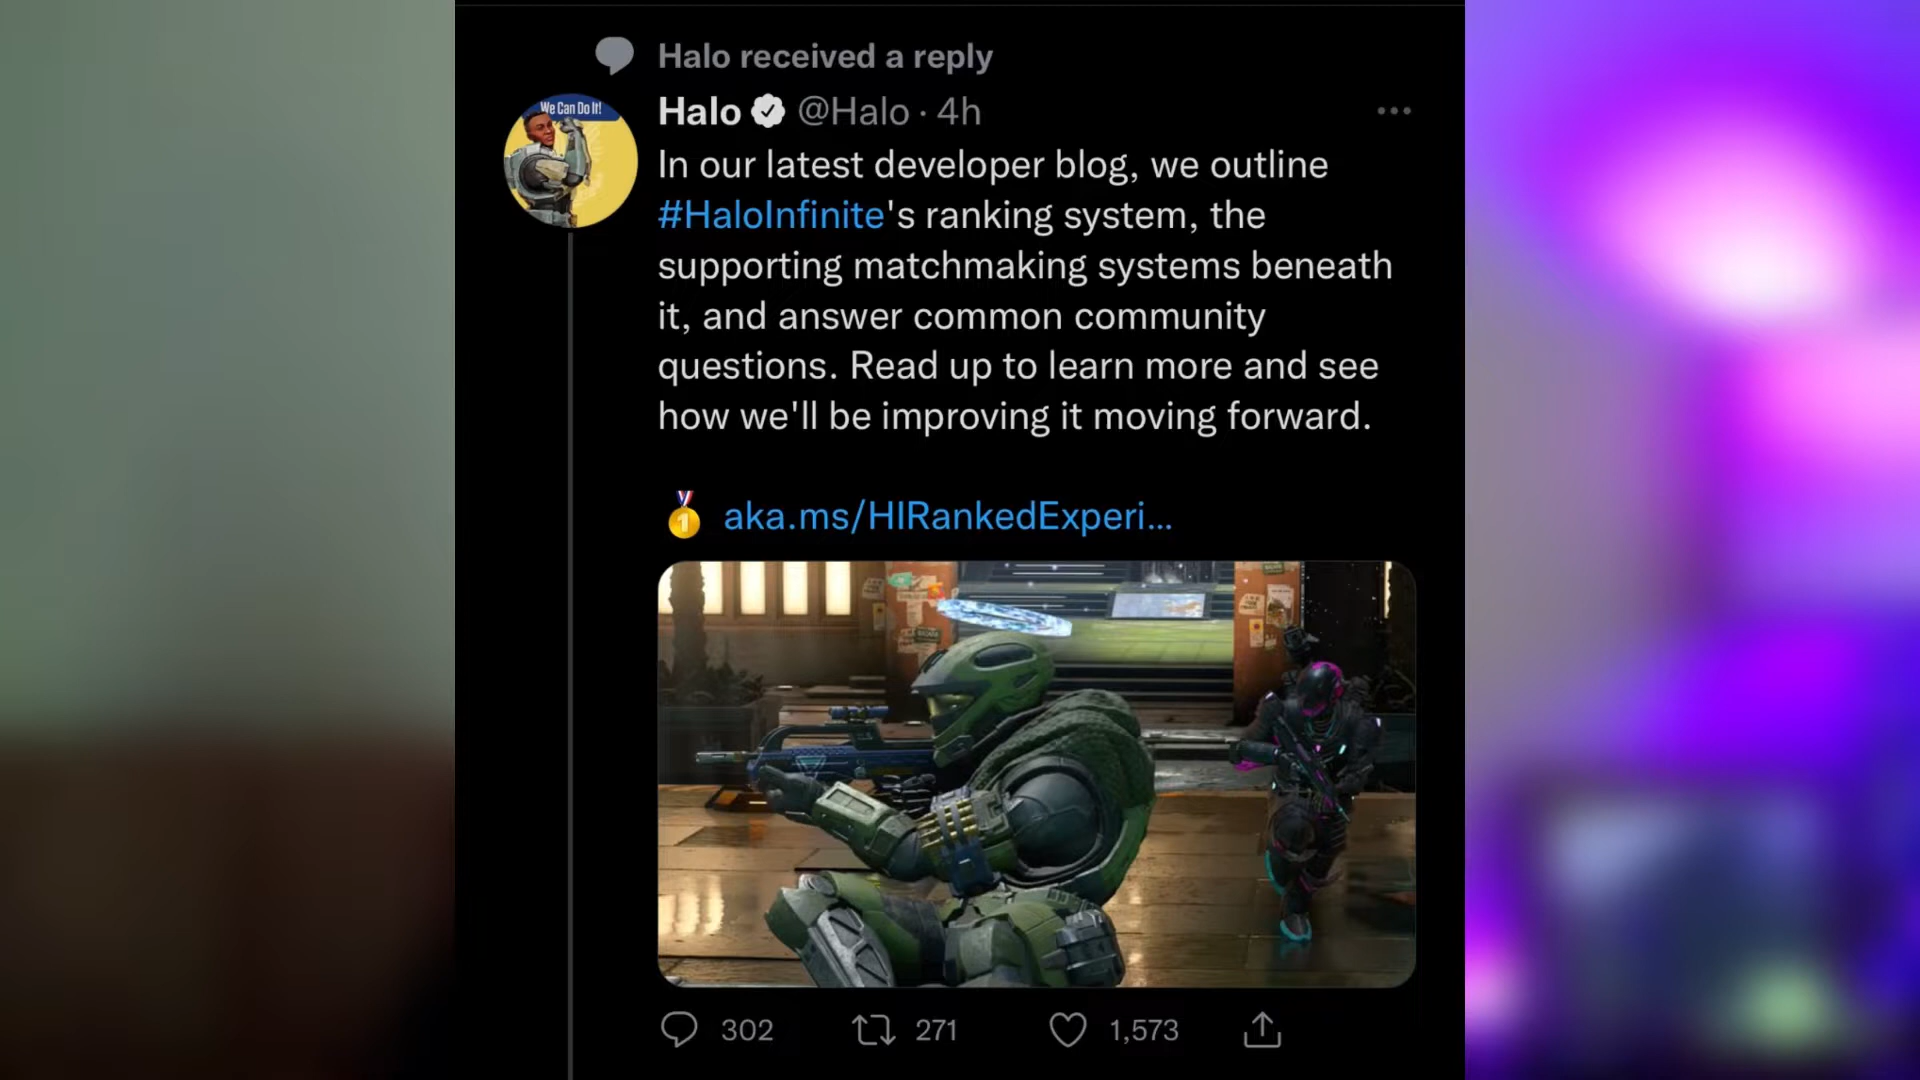 Halo received a reply
We Can Do It!
Halo @Halo · 4h
In our latest developer blog, we outline
#HaloInfinite's ranking system, the
supporting matchmaking systems beneath
it, and answer common community
questions. Read up to learn more and see
how we'll be improving it moving forward.
1 aka.ms/HIRankedExperi...
302 271 1,573